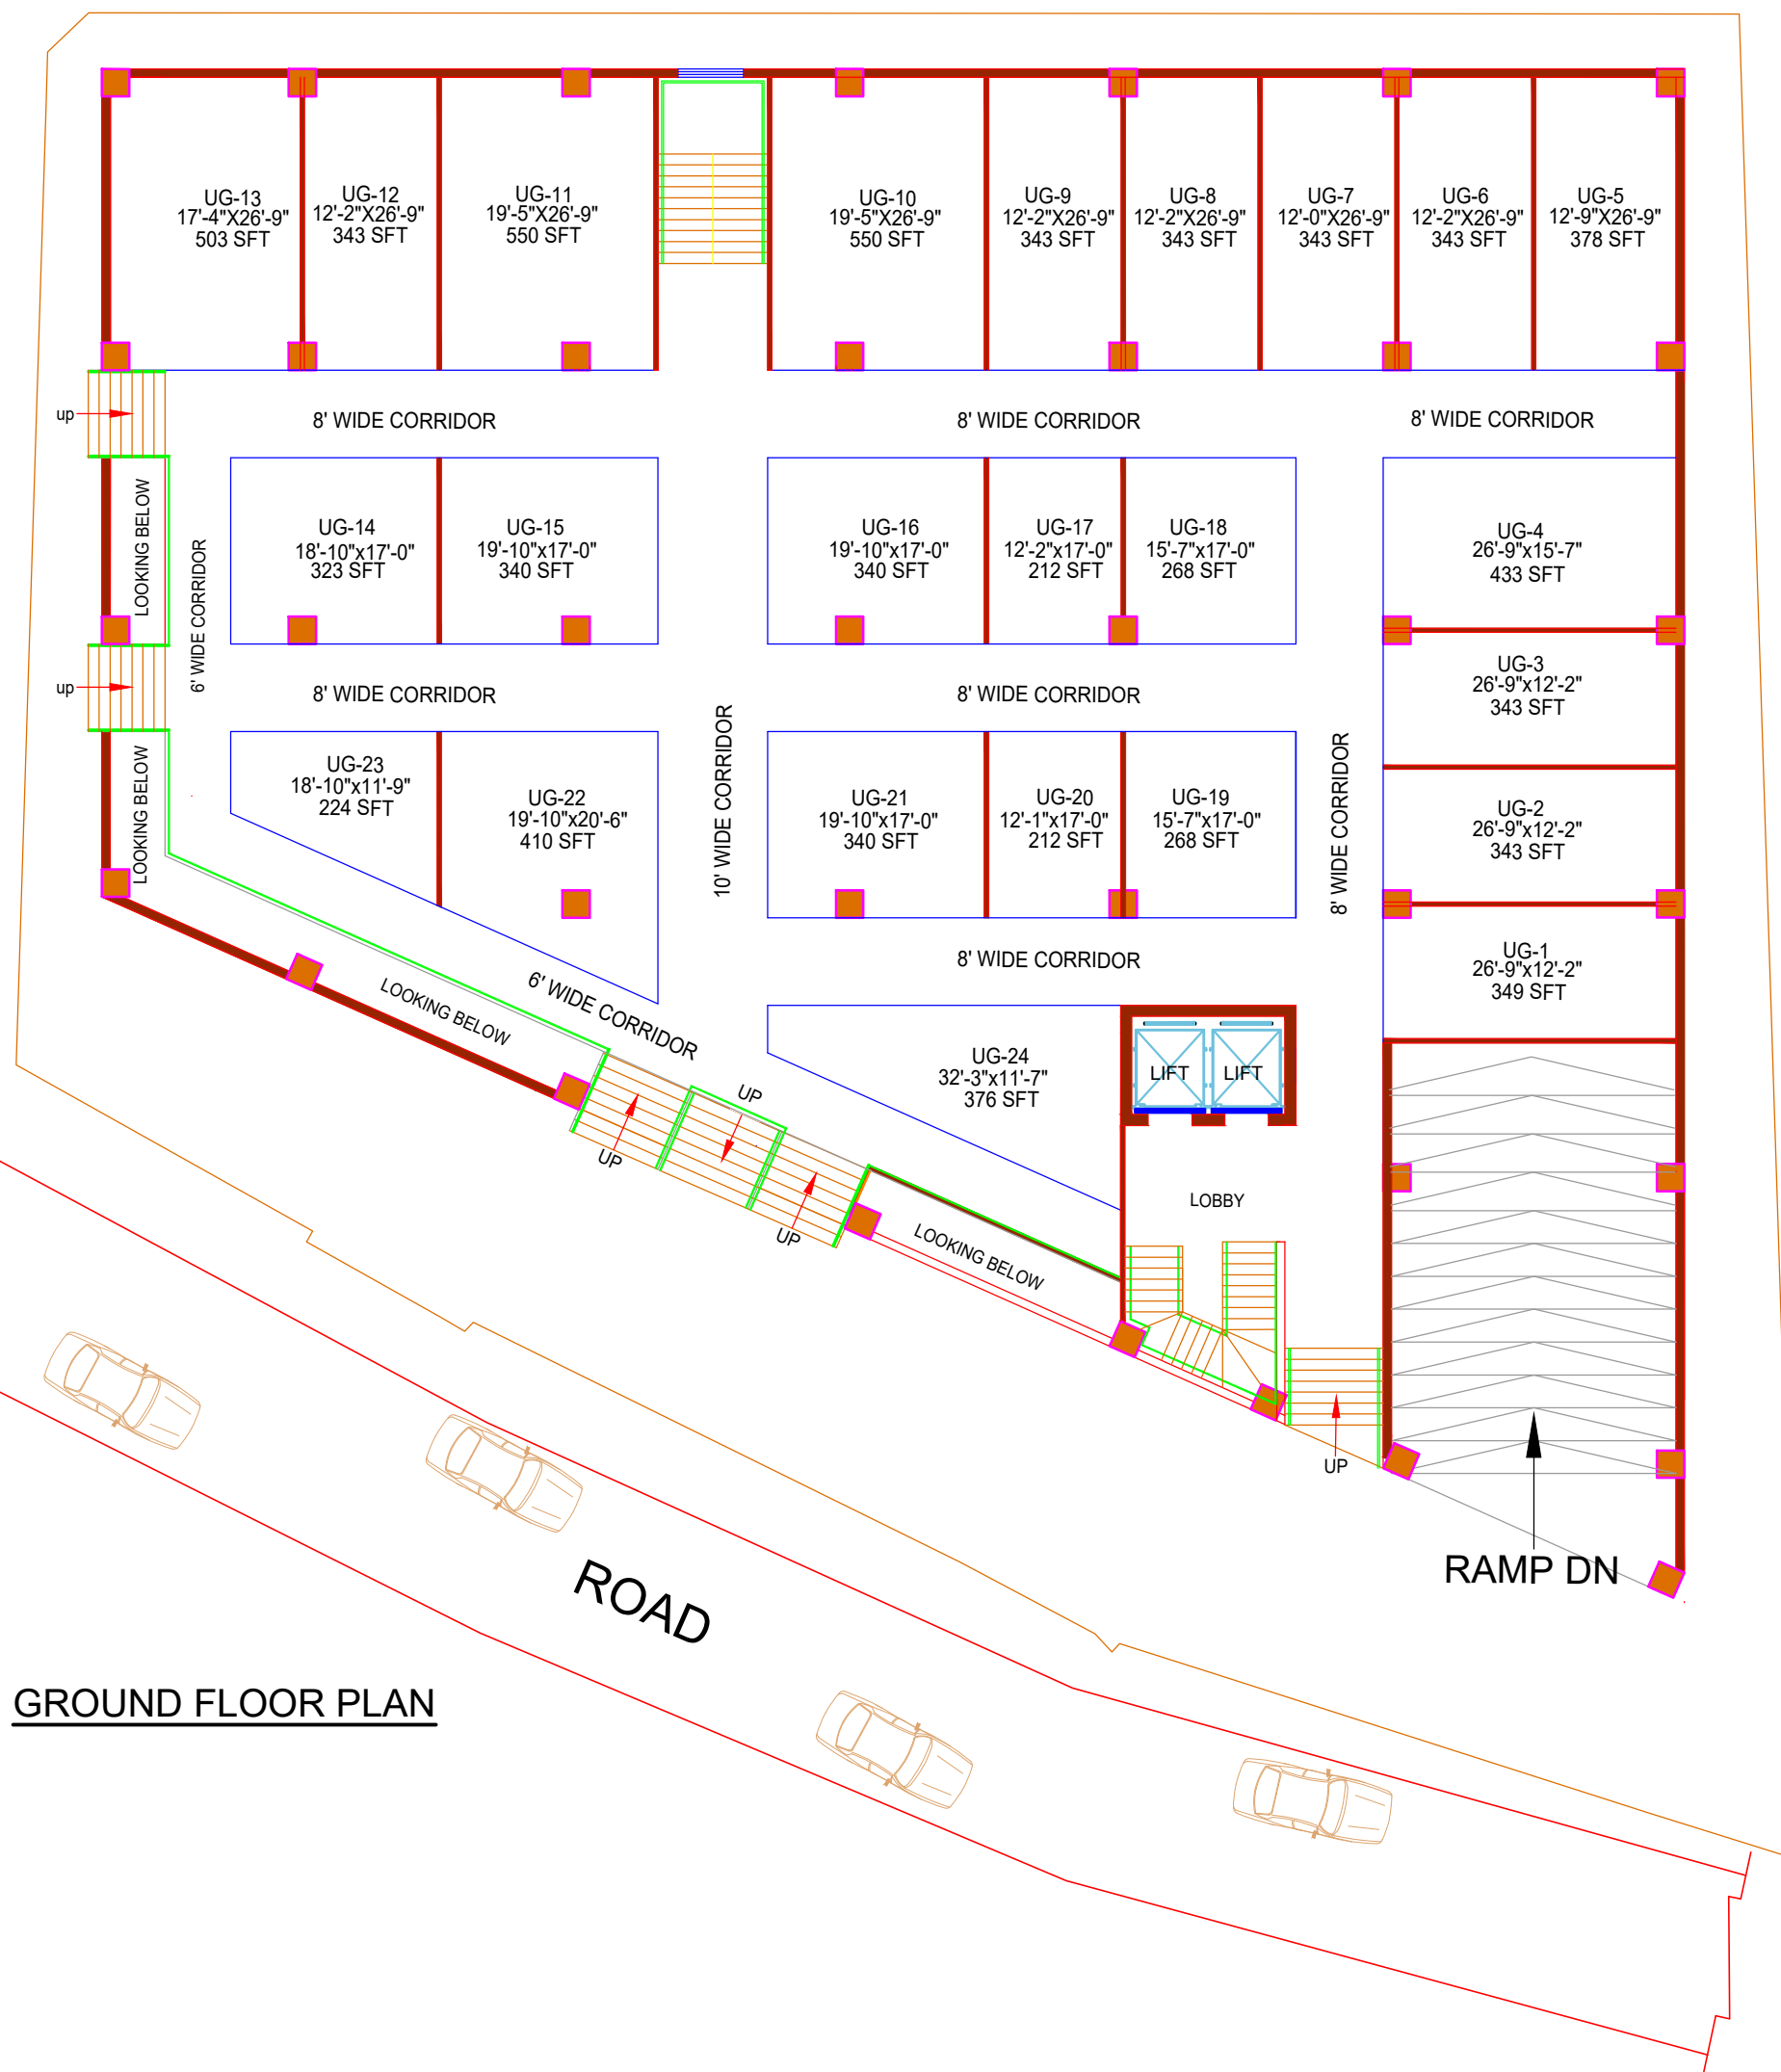 UG-13
17'-4"X26'-9"
503 SFT
UG-12
12'-2"X26'-9"
343 SFT
UG-11
19'-5"X26'-9"
550 SFT
UG-10
19'-5"X26'-9"
550 SFT
UG-9
12'-2"X26'-9"
343 SFT
UG-8
12'-2"X26'-9"
343 SFT
UG-7
12'-0"X26'-9"
343 SFT
UG-6
12'-2"X26'-9"
343 SFT
UG-5
12'-9"X26'-9"
378 SFT
up
8' WIDE CORRIDOR
8' WIDE CORRIDOR
8' WIDE CORRIDOR
LOOKING BELOW
6' WIDE CORRIDOR
UG-14
18'-10"x17'-0"
323 SFT
UG-15
19'-10"x17'-0"
340 SFT
UG-16
19'-10"x17'-0"
340 SFT
UG-17
12'-2"x17'-0"
212 SFT
UG-18
15'-7"x17'-0"
268 SFT
UG-4
26'-9"x15'-7"
433 SFT
up
8' WIDE CORRIDOR
8' WIDE CORRIDOR
UG-3
26'-9"x12'-2"
343 SFT
LOOKING BELOW
UG-23
18'-10"x11'-9"
224 SFT
UG-22
19'-10"x20'-6"
410 SFT
10' WIDE CORRIDOR
UG-21
19'-10"x17'-0"
340 SFT
UG-20
12'-1"x17'-0"
212 SFT
UG-19
15'-7"x17'-0"
268 SFT
8' WIDE CORRIDOR
UG-2
26'-9"x12'-2"
343 SFT
8' WIDE CORRIDOR
UG-1
26'-9"x12'-2"
349 SFT
LOOKING BELOW
6' WIDE CORRIDOR
UG-24
32'-3"x11'-7"
376 SFT
LIFT
LIFT
UP
UP
UP
LOBBY
LOOKING BELOW
UP
RAMP DN
ROAD
GROUND FLOOR PLAN